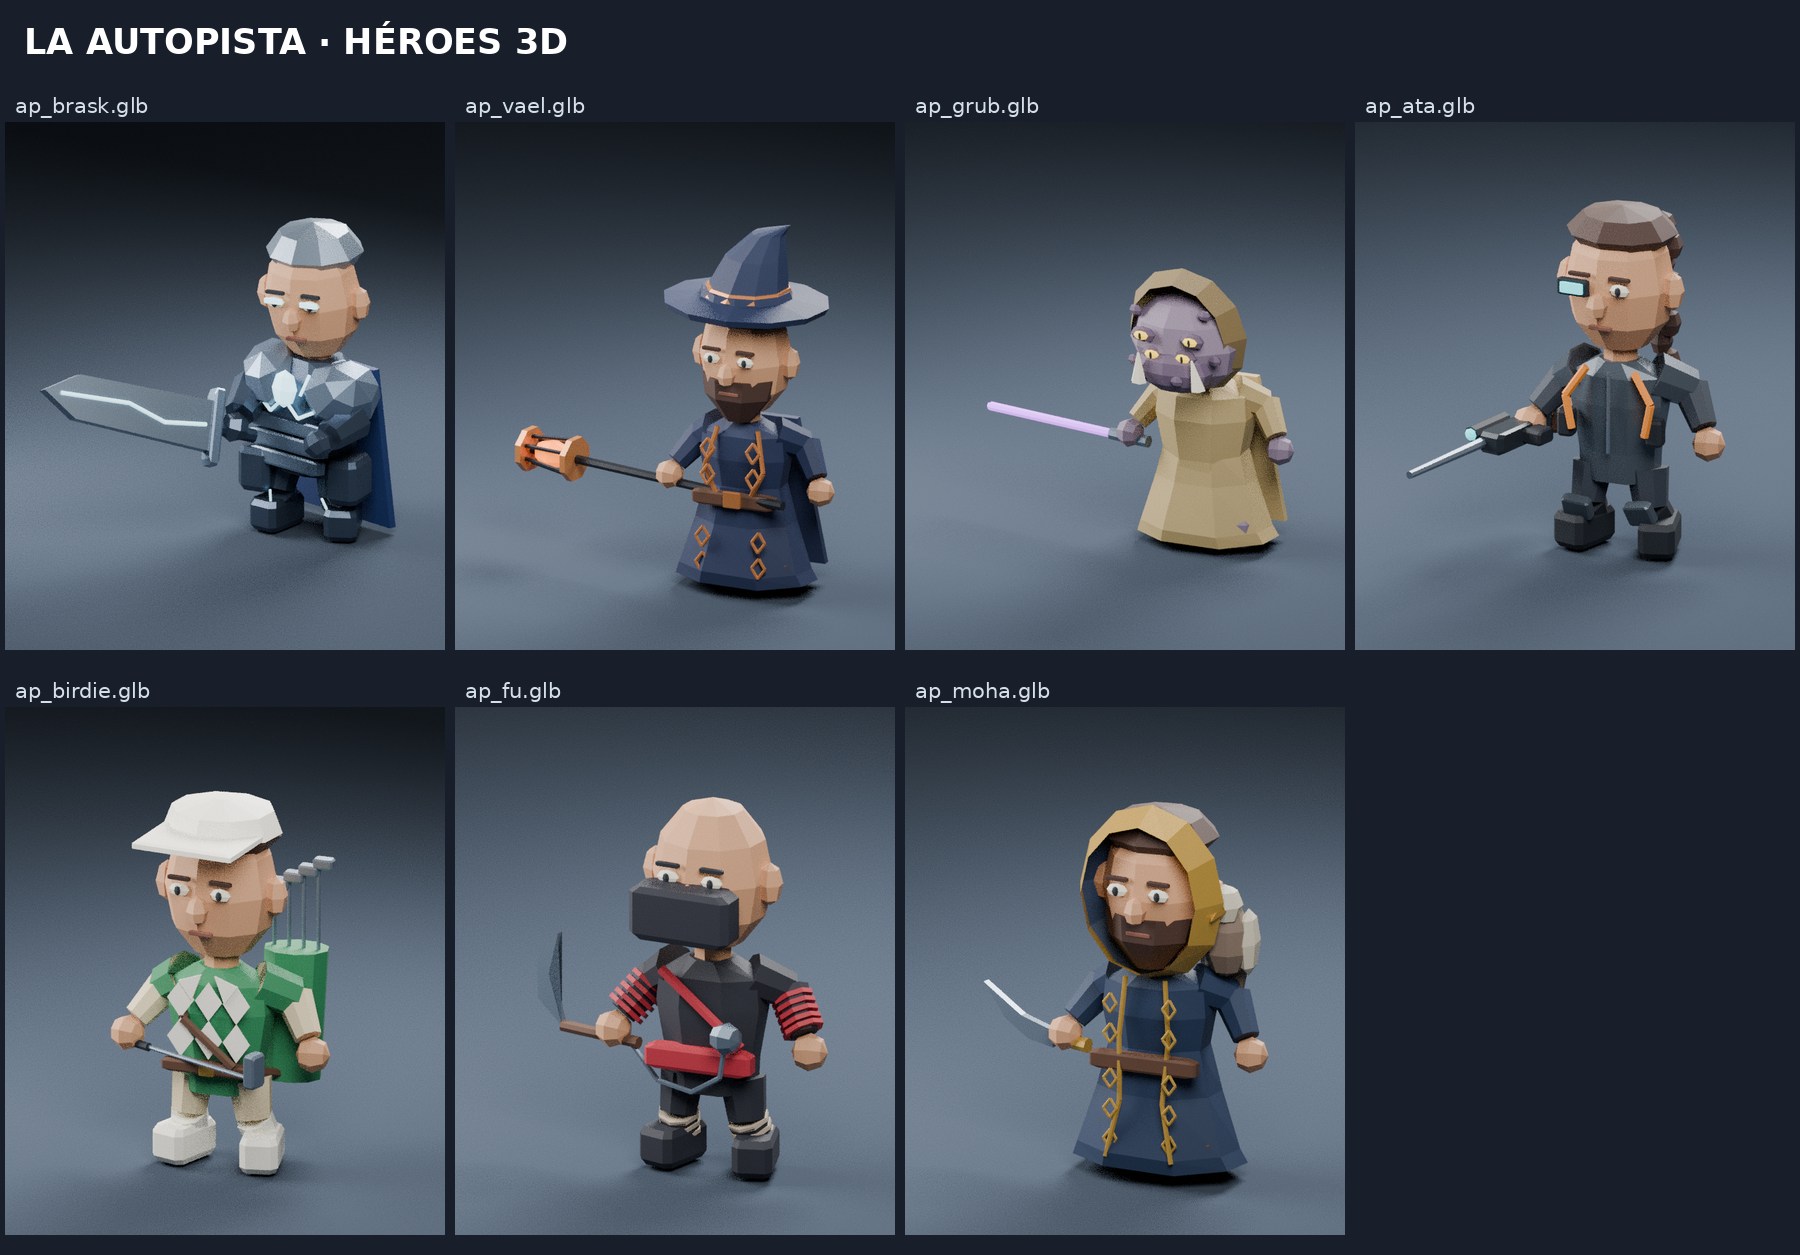 LA AUTOPISTA · HÉROES 3D
ap_brask.glb
ap_vael.glb
ap_grub.glb
ap_ata.glb
ap_birdie.glb
ap_fu.glb
ap_moha.glb